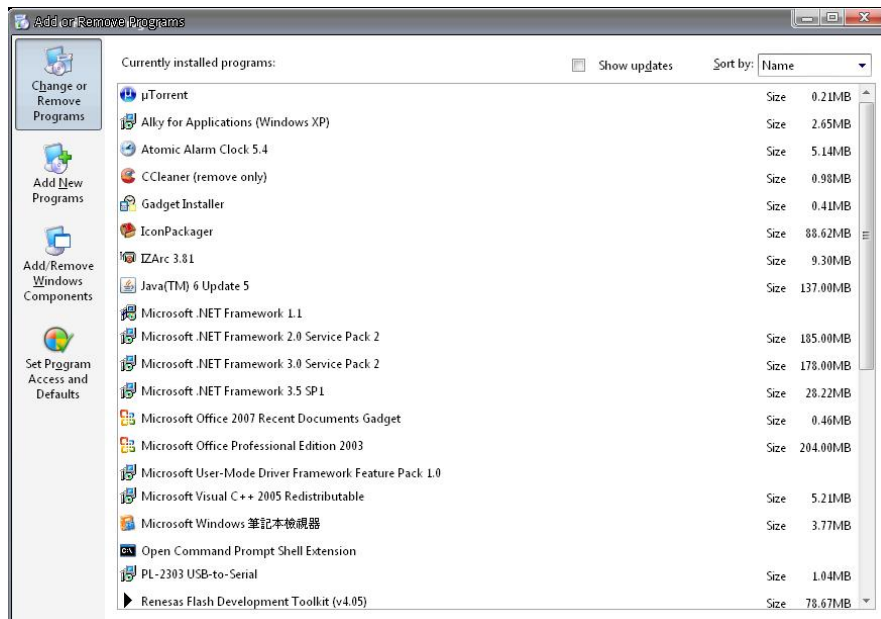 Add or Remove Programs
Change or
Remove
Programs
Add New
Programs
Add/Remove
Windows
Components
Set Program
Access and
Defaults
Currently installed programs:
Show updates
Sort by: Name
µTorrent Size 0.21MB
Alky for Applications (Windows XP) Size 2.65MB
Atomic Alarm Clock 5.4 Size 5.14MB
CCleaner (remove only) Size 0.98MB
Gadget Installer Size 0.41MB
IconPackager Size 88.62MB
IZArc 3.81 Size 9.30MB
Java(TM) 6 Update 5 Size 137.00MB
Microsoft .NET Framework 1.1
Microsoft .NET Framework 2.0 Service Pack 2 Size 185.00MB
Microsoft .NET Framework 3.0 Service Pack 2 Size 178.00MB
Microsoft .NET Framework 3.5 SP1 Size 28.22MB
Microsoft Office 2007 Recent Documents Gadget Size 0.46MB
Microsoft Office Professional Edition 2003 Size 204.00MB
Microsoft User-Mode Driver Framework Feature Pack 1.0
Microsoft Visual C++ 2005 Redistributable Size 5.21MB
Microsoft Windows 筆記本檢視器 Size 3.77MB
Open Command Prompt Shell Extension
PL-2303 USB-to-Serial Size 1.04MB
Renesas Flash Development Toolkit (v4.05) Size 78.67MB